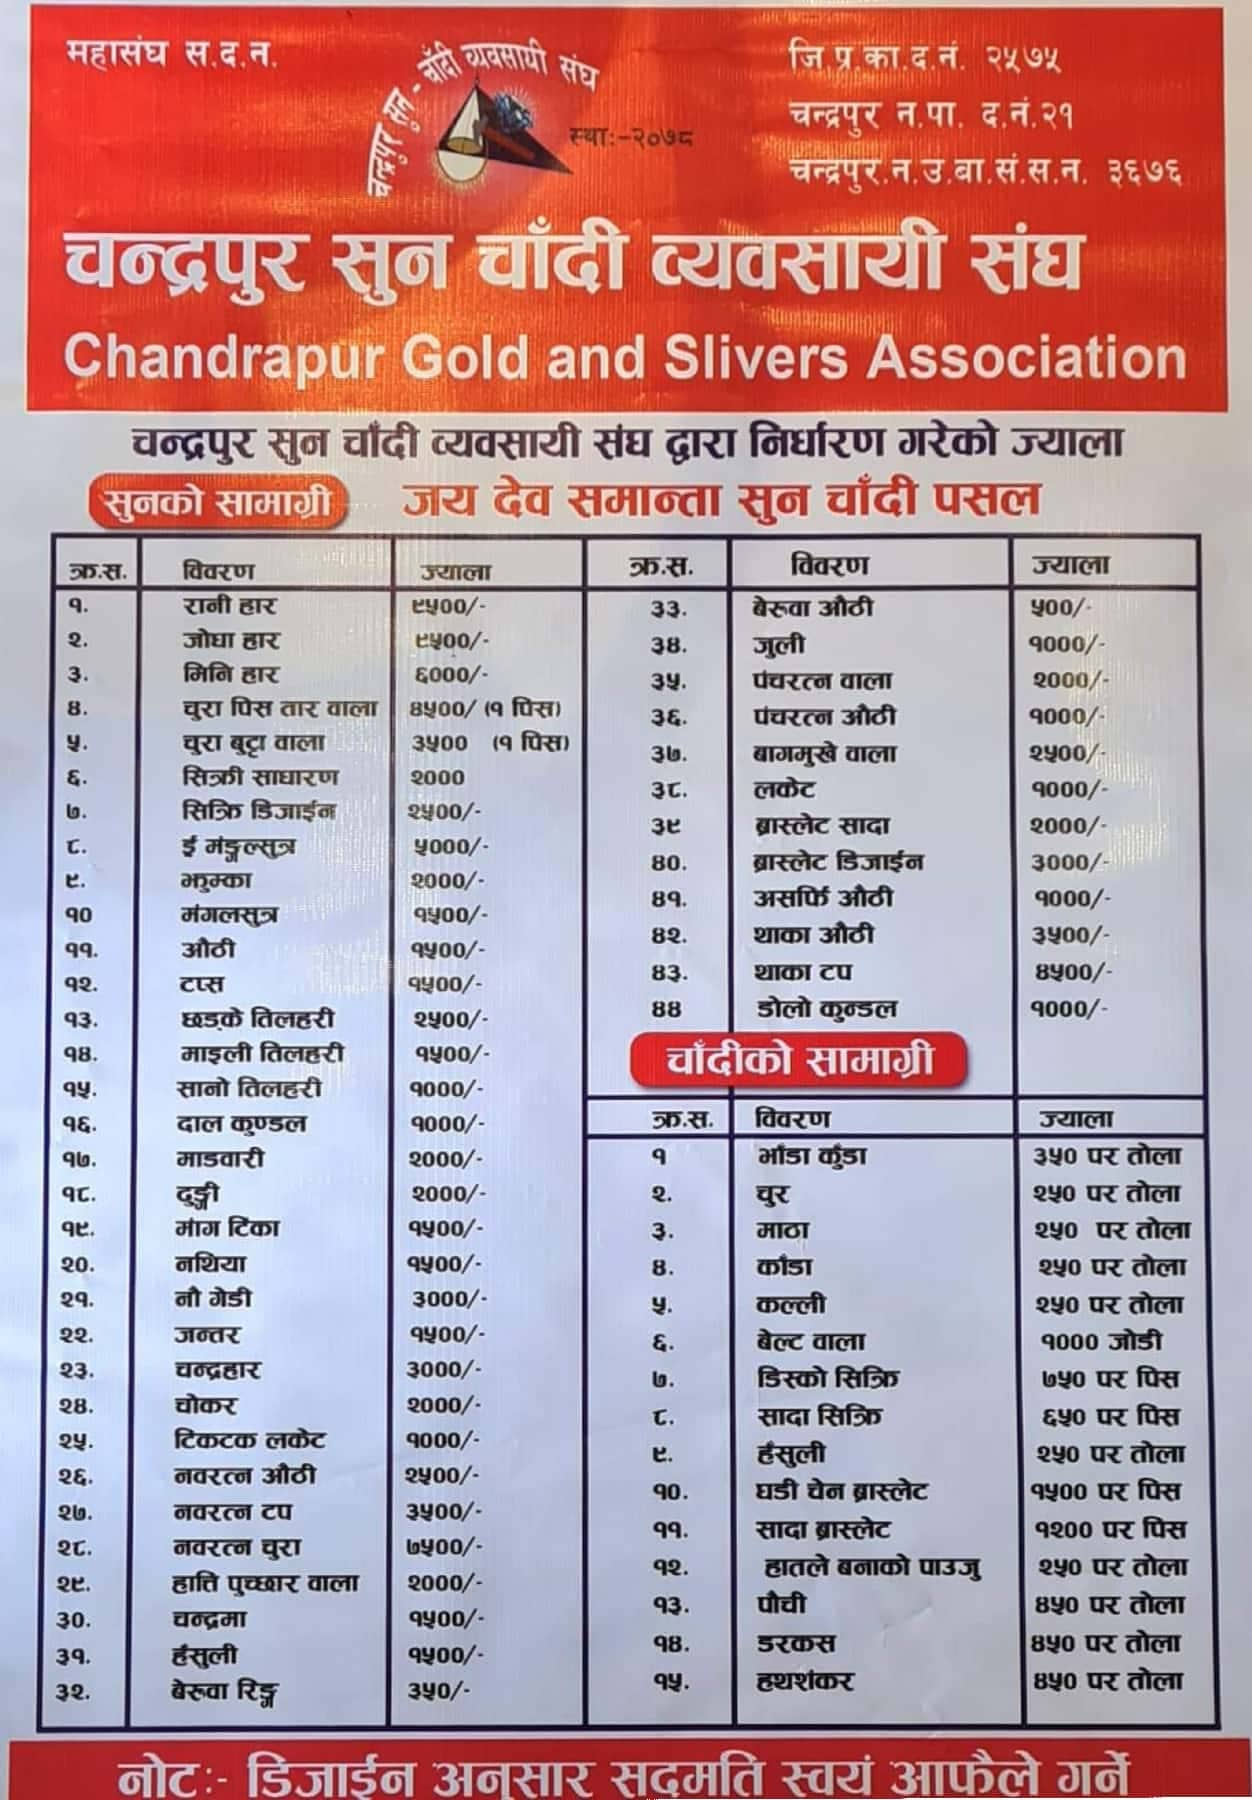 महासंघ स.द.न.
चन्द्रपुर सुन - चाँदी व्यवसायी संघ
स्था:-२०७८
जि.प्र.का.द.नं. २५७५
चन्द्रपुर न.पा. द.नं.२१
चन्द्रपुर.न.उ.बा.सं.स.न. ३६७६
चन्द्रपुर सुन चाँदी व्यवसायी संघ
Chandrapur Gold and Slivers Association
चन्द्रपुर सुन चाँदी व्यवसायी संघ द्वारा निर्धारण गरेको ज्याला
सुनको सामाग्री जय देव समान्ता सुन चाँदी पसल
क्र.स. विवरण ज्याला
१. रानी हार ९५००/-
२. जोधा हार ९५००/-
३. मिनि हार ६०००/-
४. चुरा पिस तार वाला ४५००/ (१ पिस)
५. चुरा बुट्टा वाला ३५०० (१ पिस)
६. सिक्री साधारण २०००
७. सिक्रि डिजाईन २५००/-
८. ई मंङ्गल्सुत्र ५०००/-
९. झुम्का २०००/-
१० मंगलसुत्र १५००/-
११. औठी १५००/-
१२. टप्स १५००/-
१३. छड्के तिलहरी २५००/-
१४. माइली तिलहरी १५००/-
१५. सानो तिलहरी १०००/-
१६. दाल कुण्डल १०००/-
१७. माडवारी २०००/-
१८. ढुङ्ग्री २०००/-
१९. मांग टिका १५००/-
२०. नथिया १५००/-
२१. नौ गेडी ३०००/-
२२. जन्तर १५००/-
२३. चन्द्रहार ३०००/-
२४. चोकर २०००/-
२५. टिकटक लकेट १०००/-
२६. नवरत्न औठी २५००/-
२७. नवरत्न टप ३५००/-
२८. नवरत्न चुरा ७५००/-
२९. हात्ति पुच्छार वाला २०००/-
३०. चन्द्रमा १५००/-
३१. हँसुली १५००/-
३२. बेरुवा रिङ्ग ३५०/-
क्र.स. विवरण ज्याला
३३. बेरुवा औठी ५००/-
३४. जुली १०००/-
३५. पंचरत्न वाला २०००/-
३६. पंचरत्न औठी १०००/-
३७. बागमुखे वाला २५००/-
३८. लकेट १०००/-
३९ ब्रास्लेट सादा २०००/-
४०. ब्रास्लेट डिजाईन ३०००/-
४१. असर्फि औठी १०००/-
४२. थाका औठी ३५००/-
४३. थाका टप ४५००/-
४४ डोलो कुन्डल १०००/-
चाँदीको सामाग्री
क्र.स. विवरण ज्याला
१ भाँडा कुँडा ३५० पर तोला
२. चुर २५० पर तोला
३. माठा २५० पर तोला
४. काँडा २५० पर तोला
५. कल्ली २५० पर तोला
६. बेल्ट वाला १००० जोडी
७. डिस्को सिक्रि ७५० पर पिस
८. सादा सिक्रि ६५० पर पिस
९. हँसुली २५० पर तोला
१०. घडी चेन ब्रास्लेट १५०० पर पिस
११. सादा ब्रास्लेट १२०० पर पिस
१२. हातले बनाको पाउजु २५० पर तोला
१३. पौची ४५० पर तोला
१४. डरकस ४५० पर तोला
१५. हथशंकर ४५० पर तोला
नोट:- डिजाईन अनुसार सदमति स्वयं आफैले गर्ने